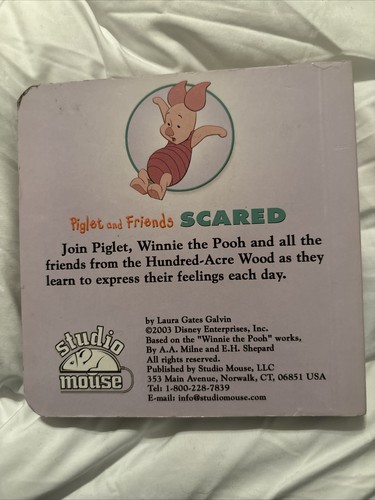 Piglet and Friends SCARED
Join Piglet, Winnie the Pooh and all the
friends from the Hundred-Acre Wood as they
learn to express their feelings each day.
by Laura Gates Galvin
©2003 Disney Enterprises, Inc.
Based on the "Winnie the Pooh" works,
By A.A. Milne and E.H. Shepard
All rights reserved.
Published by Studio Mouse, LLC
353 Main Avenue, Norwalk, CT, 06851 USA
Tel: 1-800-228-7839
E-mail: info@studiomouse.com
studio
mouse